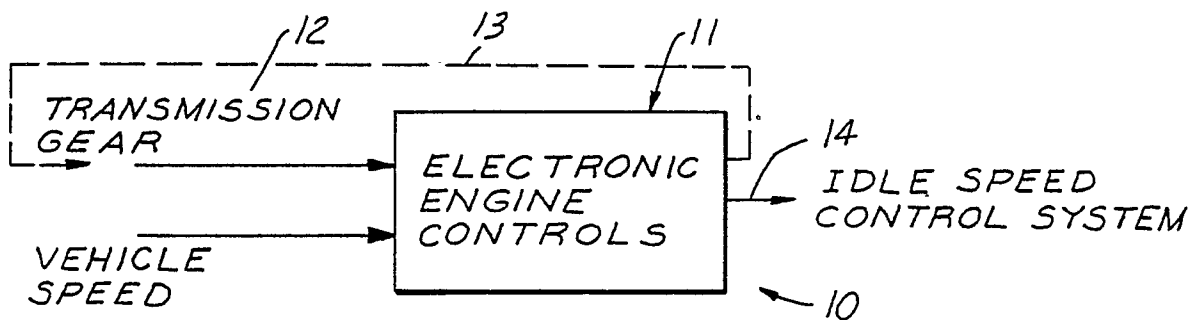 12
13
11
TRANSMISSION
GEAR
ELECTRONIC
ENGINE
CONTROLS
14
IDLE SPEED
CONTROL SYSTEM
VEHICLE
SPEED
10